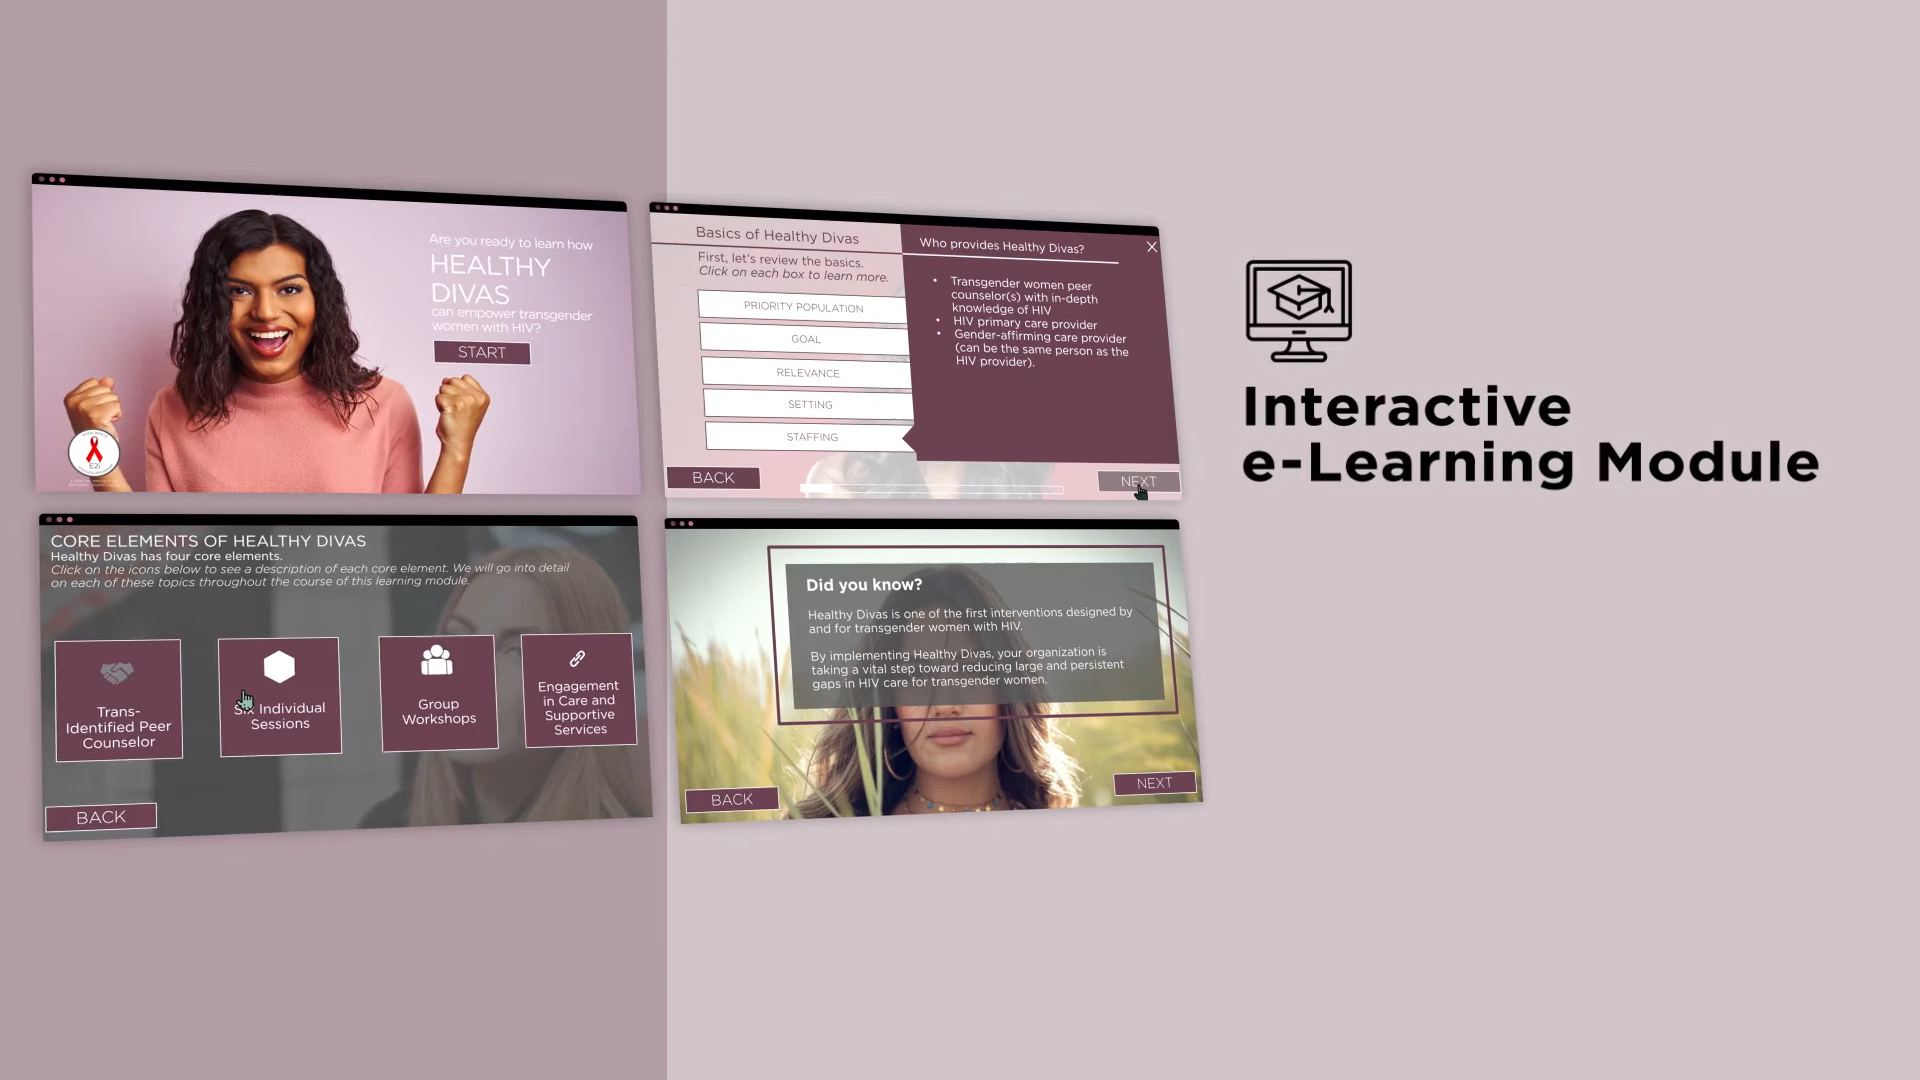 Are you ready to learn how
HEALTHY
DIVAS
can empower transgender
women with HIV?
START
E2i
Basics of Healthy Divas
First, let's review the basics.
Click on each box to learn more.
PRIORITY POPULATION
GOAL
RELEVANCE
SETTING
STAFFING
BACK
Who provides Healthy Divas?
• Transgender women peer
counselor(s) with in-depth
knowledge of HIV
• HIV primary care provider
• Gender-affirming care provider
(can be the same person as the
HIV provider).
NEXT
Interactive
e-Learning Module
CORE ELEMENTS OF HEALTHY DIVAS
Healthy Divas has four core elements.
Click on the icons below to see a description of each core element. We will go into detail
on each of these topics throughout the course of this learning module.
Trans-
Identified Peer
Counselor
Six Individual
Sessions
Group
Workshops
Engagement
in Care and
Supportive
Services
BACK
Did you know?
Healthy Divas is one of the first interventions designed by
and for transgender women with HIV.
By implementing Healthy Divas, your organization is
taking a vital step toward reducing large and persistent
gaps in HIV care for transgender women.
BACK
NEXT